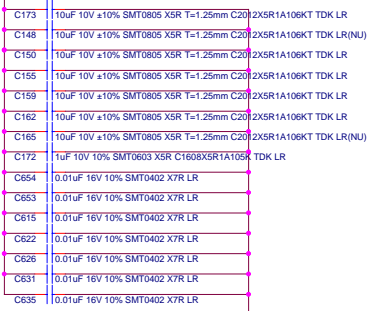 C173 10uF 10V ±10% SMT0805 X5R T=1.25mm C2012X5R1A106KT TDK LR
C148 10uF 10V ±10% SMT0805 X5R T=1.25mm C2012X5R1A106KT TDK LR(NU)
C150 10uF 10V ±10% SMT0805 X5R T=1.25mm C2012X5R1A106KT TDK LR
C155 10uF 10V ±10% SMT0805 X5R T=1.25mm C2012X5R1A106KT TDK LR
C159 10uF 10V ±10% SMT0805 X5R T=1.25mm C2012X5R1A106KT TDK LR
C162 10uF 10V ±10% SMT0805 X5R T=1.25mm C2012X5R1A106KT TDK LR
C165 10uF 10V ±10% SMT0805 X5R T=1.25mm C2012X5R1A106KT TDK LR(NU)
C172 1uF 10V 10% SMT0603 X5R C1608X5R1A105K TDK LR
C654 0.01uF 16V 10% SMT0402 X7R LR
C653 0.01uF 16V 10% SMT0402 X7R LR
C615 0.01uF 16V 10% SMT0402 X7R LR
C622 0.01uF 16V 10% SMT0402 X7R LR
C626 0.01uF 16V 10% SMT0402 X7R LR
C631 0.01uF 16V 10% SMT0402 X7R LR
C635 0.01uF 16V 10% SMT0402 X7R LR